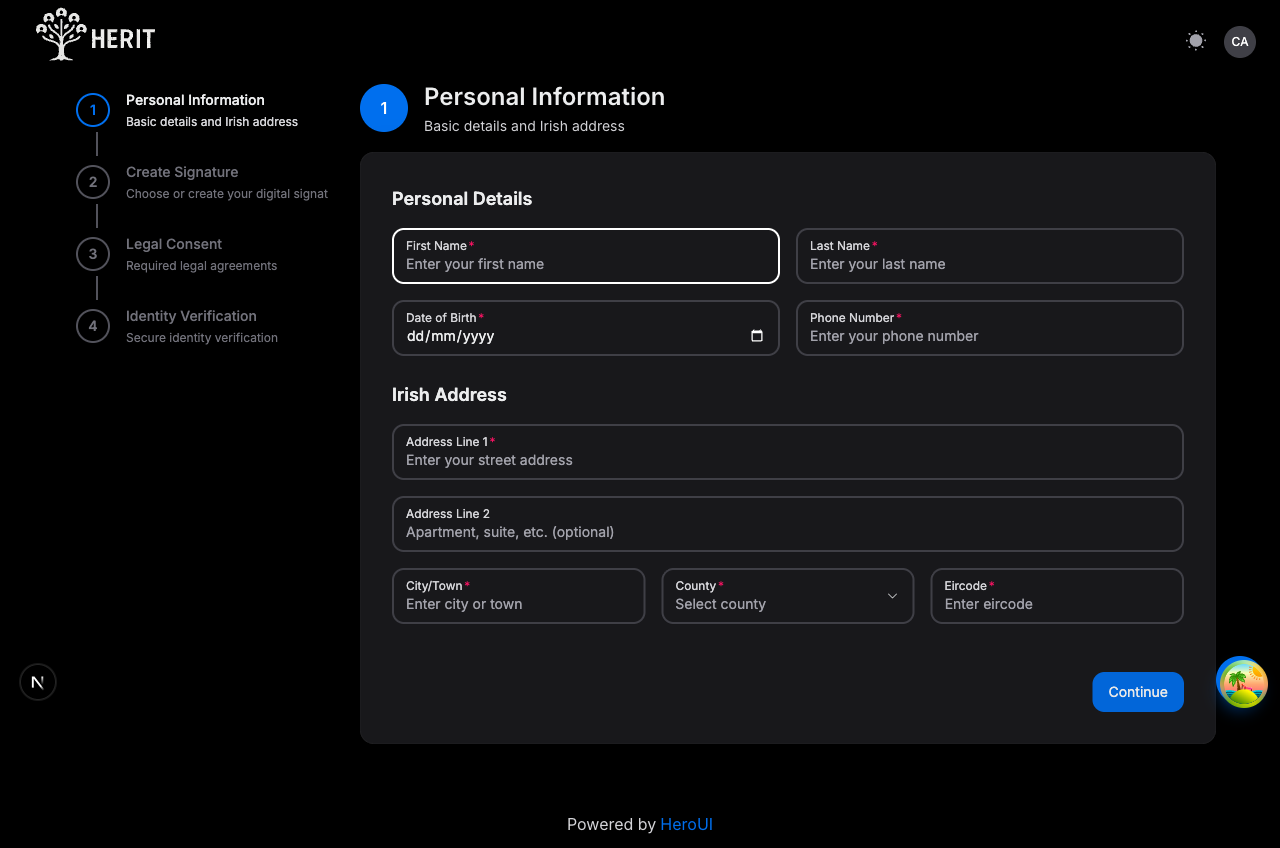 HERIT
CA
1
Personal Information
Basic details and Irish address
2
Create Signature
Choose or create your digital signat
3
Legal Consent
Required legal agreements
4
Identity Verification
Secure identity verification
1
Personal Information
Basic details and Irish address
Personal Details
First Name*
Enter your first name
Last Name*
Enter your last name
Date of Birth*
dd/mm/yyyy
Phone Number*
Enter your phone number
Irish Address
Address Line 1*
Enter your street address
Address Line 2
Apartment, suite, etc. (optional)
City/Town*
Enter city or town
County*
Select county
Eircode*
Enter eircode
N
Continue
Powered by HeroUI